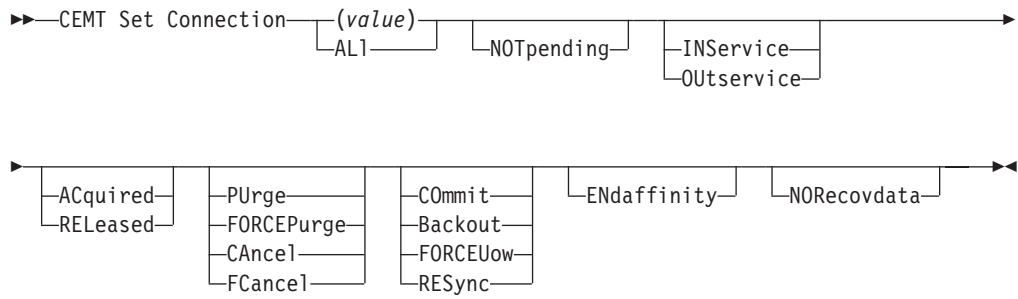 CEMT Set Connection (value) NOTpending INService
ALl OUtservice
ACquired PUrge COmmit ENdaffinity NORecovdata
RELeased FORCEPurge Backout
CAncel FORCEUow
FCancel RESync